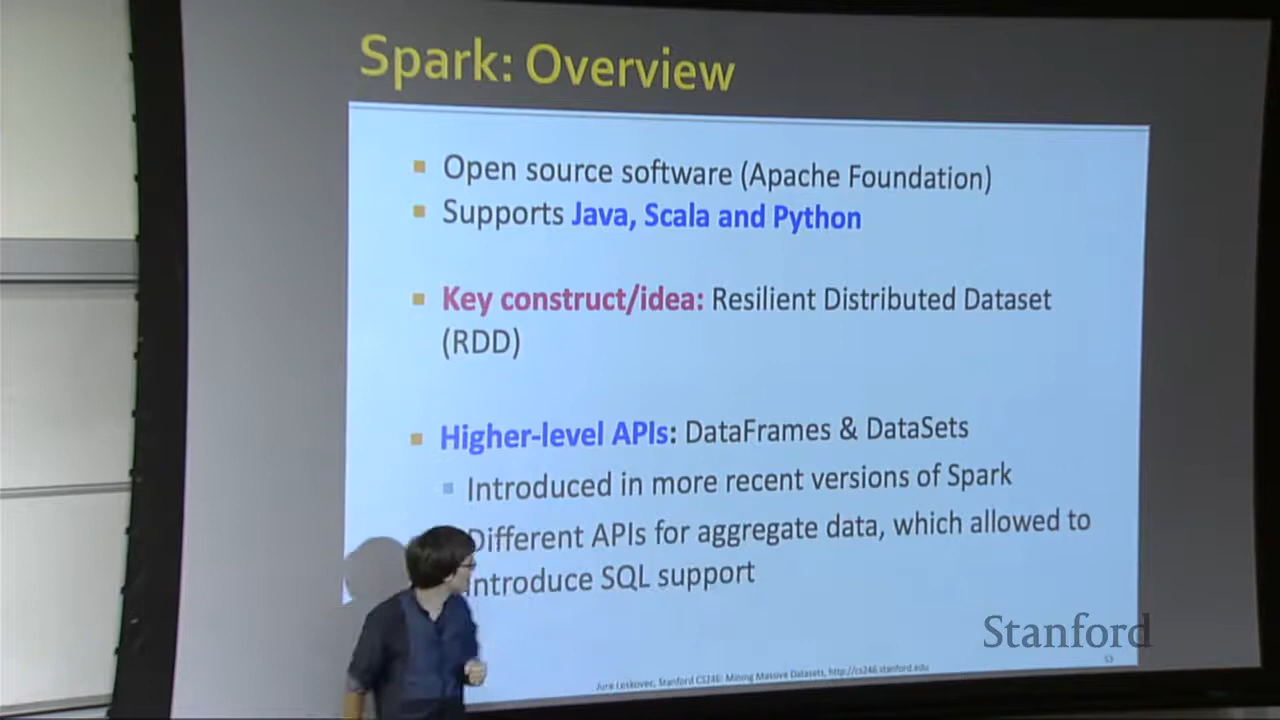 Spark: Overview
Open source software (Apache Foundation)
Supports Java, Scala and Python
Key construct/idea: Resilient Distributed Dataset
(RDD)
Higher-level APIs: DataFrames & DataSets
Introduced in more recent versions of Spark
Different APIs for aggregate data, which allowed to
introduce SQL support
Stanford
53
Jure Leskovec, Stanford CS246: Mining Massive Datasets, http://cs246.stanford.edu